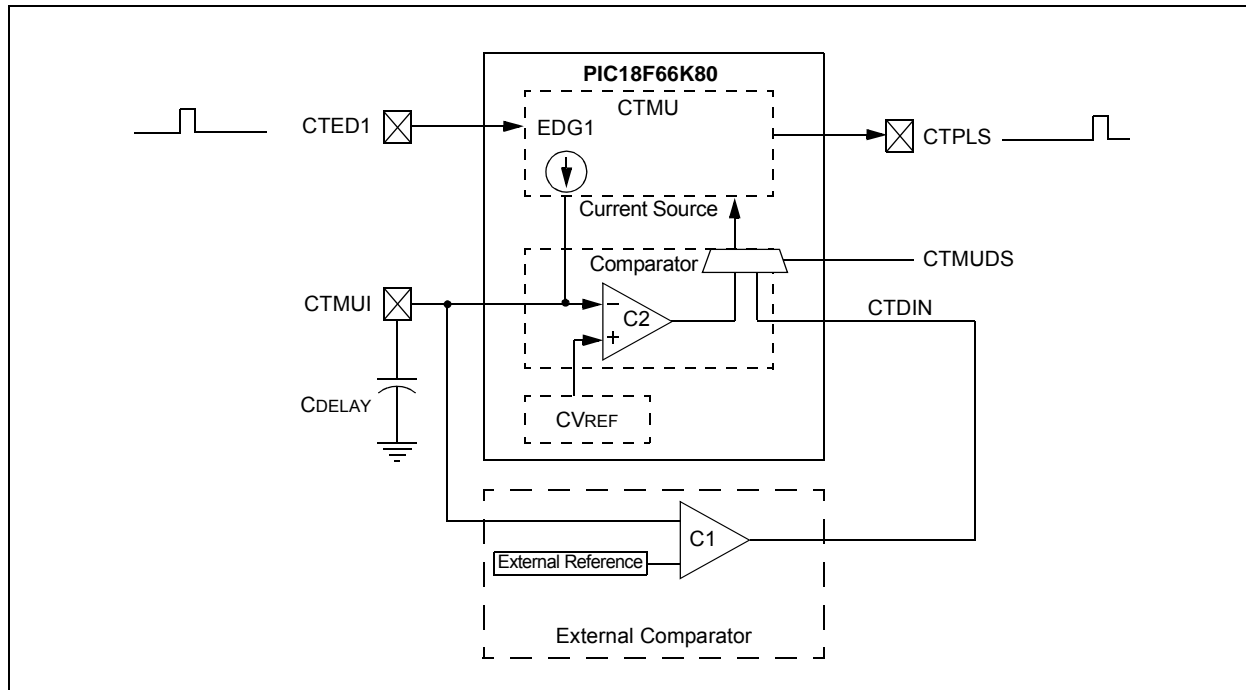 PIC18F66K80
CTMU
CTED1
EDG1
CTPLS
Current Source
Comparator
CTMUDS
CTMUI
−
C2
CTDIN
+
CDELAY
CVREF
C1
External Reference
External Comparator